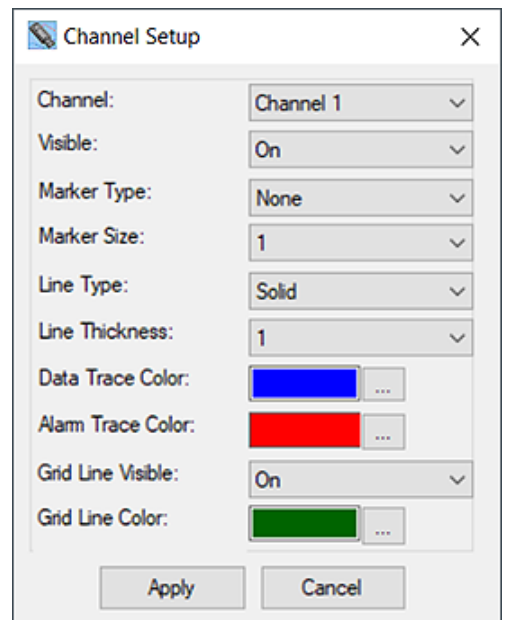 Channel Setup
Channel: Channel 1
Visible: On
Marker Type: None
Marker Size: 1
Line Type: Solid
Line Thickness: 1
Data Trace Color: ...
Alarm Trace Color: ...
Grid Line Visible: On
Grid Line Color: ...
Apply Cancel